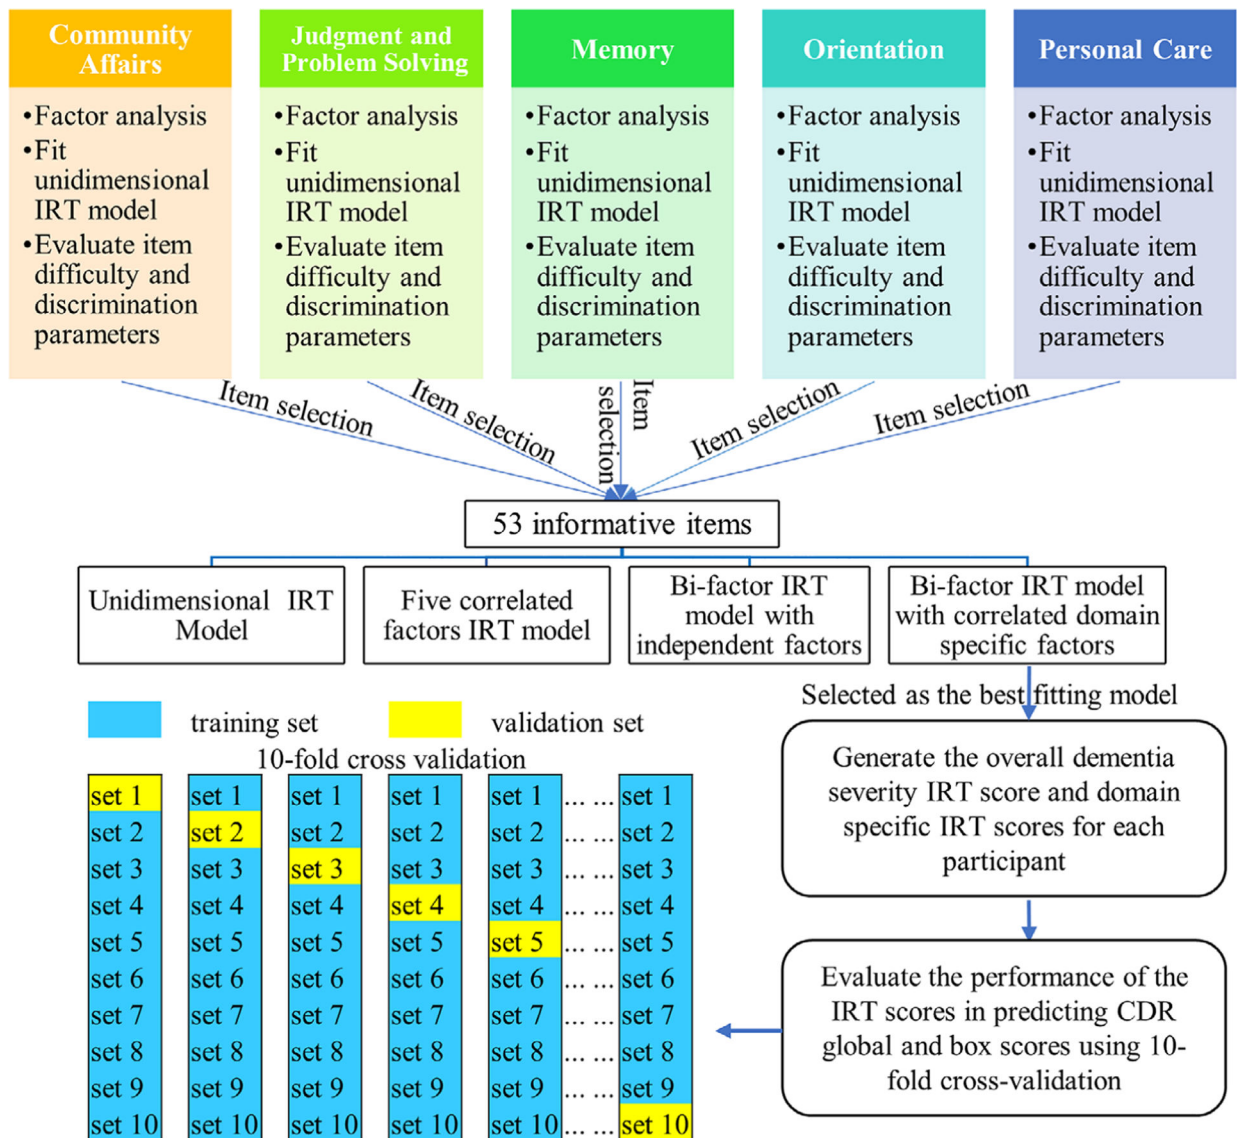 Community
Affairs
•Factor analysis
•Fit
unidimensional
IRT model
•Evaluate item
difficulty and
discrimination
parameters
Judgment and
Problem Solving
•Factor analysis
•Fit
unidimensional
IRT model
•Evaluate item
difficulty and
discrimination
parameters
Memory
•Factor analysis
•Fit
unidimensional
IRT model
•Evaluate item
difficulty and
discrimination
parameters
Orientation
•Factor analysis
•Fit
unidimensional
IRT model
•Evaluate item
difficulty and
discrimination
parameters
Personal Care
•Factor analysis
•Fit
unidimensional
IRT model
•Evaluate item
difficulty and
discrimination
parameters
Item selection
Item selection
Item
selection
Item selection
Item selection
53 informative items
Unidimensional IRT
Model
Five correlated
factors IRT model
Bi-factor IRT
model with
independent factors
Bi-factor IRT model
with correlated domain
specific factors
Selected as the best fitting model
Generate the overall dementia
severity IRT score and domain
specific IRT scores for each
participant
Evaluate the performance of the
IRT scores in predicting CDR
global and box scores using 10-
fold cross-validation
training set validation set
10-fold cross validation
set 1 set 1 set 1 set 1 set 1 ... ... set 1
set 2 set 2 set 2 set 2 set 2 ... ... set 2
set 3 set 3 set 3 set 3 set 3 ... ... set 3
set 4 set 4 set 4 set 4 set 4 ... ... set 4
set 5 set 5 set 5 set 5 set 5 ... ... set 5
set 6 set 6 set 6 set 6 set 6 ... ... set 6
set 7 set 7 set 7 set 7 set 7 ... ... set 7
set 8 set 8 set 8 set 8 set 8 ... ... set 8
set 9 set 9 set 9 set 9 set 9 ... ... set 9
set 10 set 10 set 10 set 10 set 10 ... ... set 10